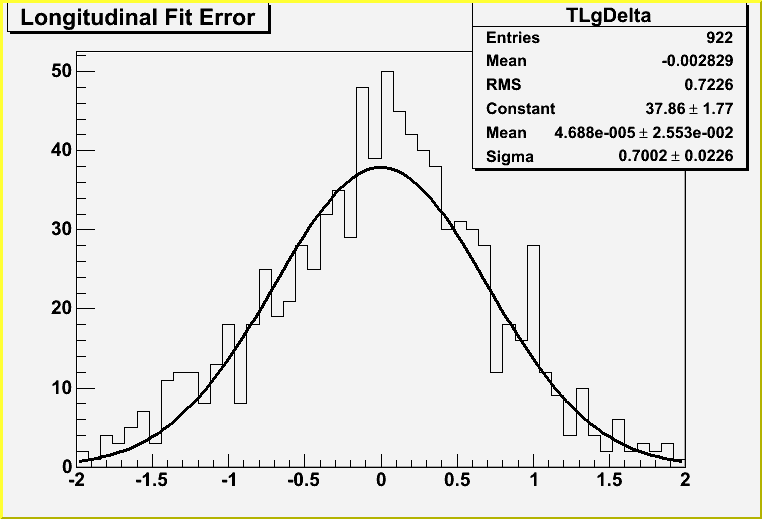 Longitudinal Fit Error
TLgDelta
Entries 922
Mean -0.002829
RMS 0.7226
Constant 37.86 ± 1.77
Mean 4.688e-005 ± 2.553e-002
Sigma 0.7002 ± 0.0226
50
40
30
20
10
0
-2 -1.5 -1 -0.5 0 0.5 1 1.5 2